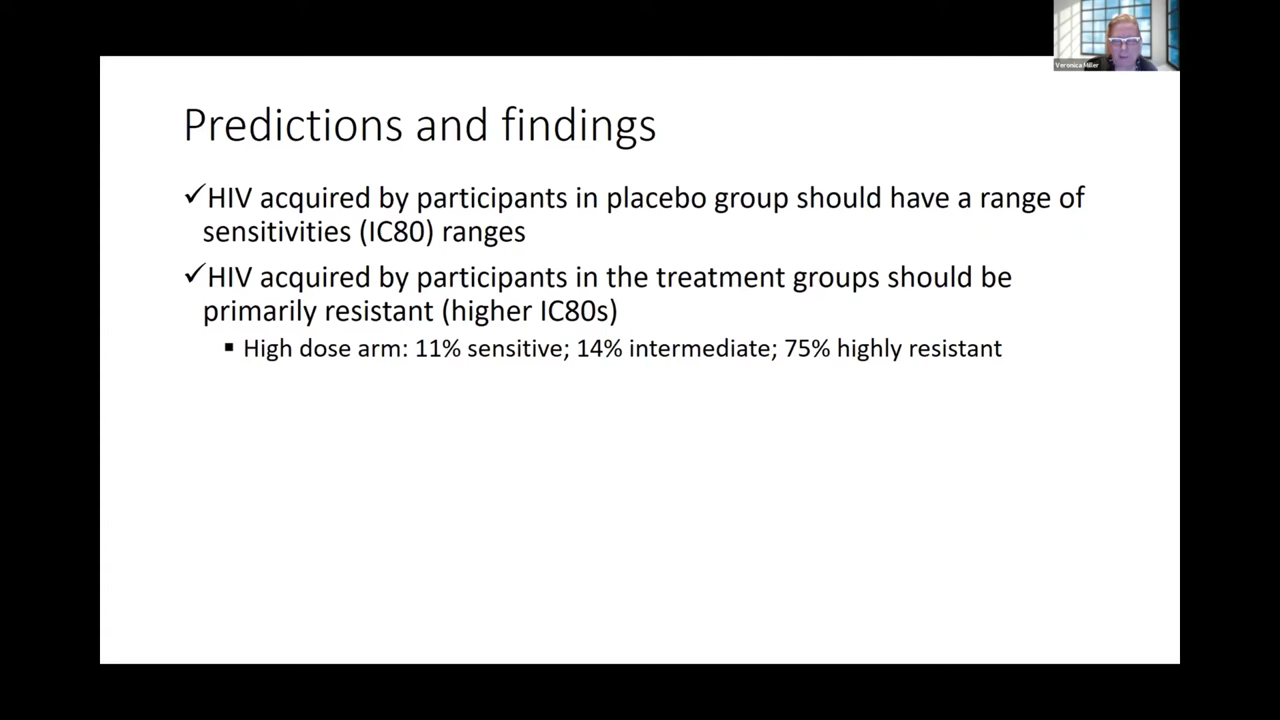 Veronica Miller
Predictions and findings
✓HIV acquired by participants in placebo group should have a range of
sensitivities (IC80) ranges
✓HIV acquired by participants in the treatment groups should be
primarily resistant (higher IC80s)
▪ High dose arm: 11% sensitive; 14% intermediate; 75% highly resistant